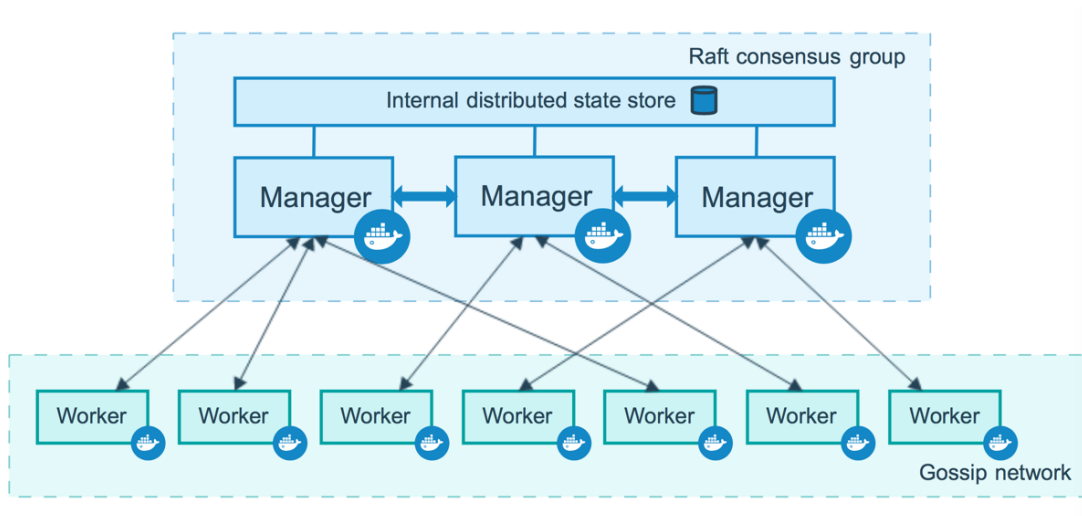 Raft consensus group
Internal distributed state store
Manager
Manager
Manager
Worker
Worker
Worker
Worker
Worker
Worker
Worker
Gossip network